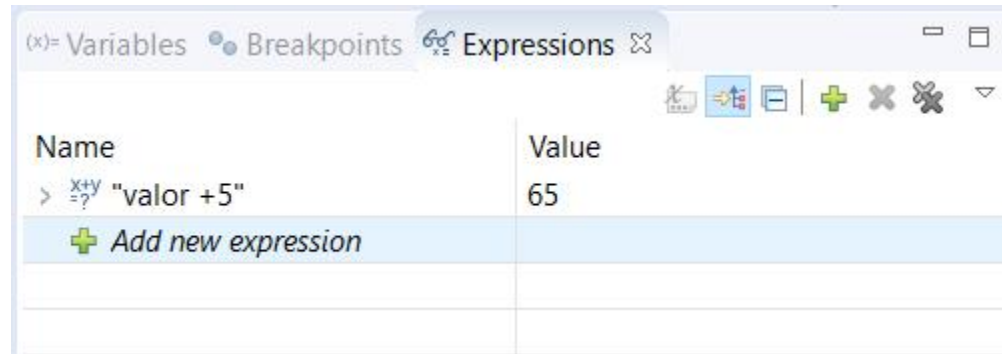 (x)= Variables Breakpoints Expressions
Name Value
x+y=? "valor +5" 65
Add new expression